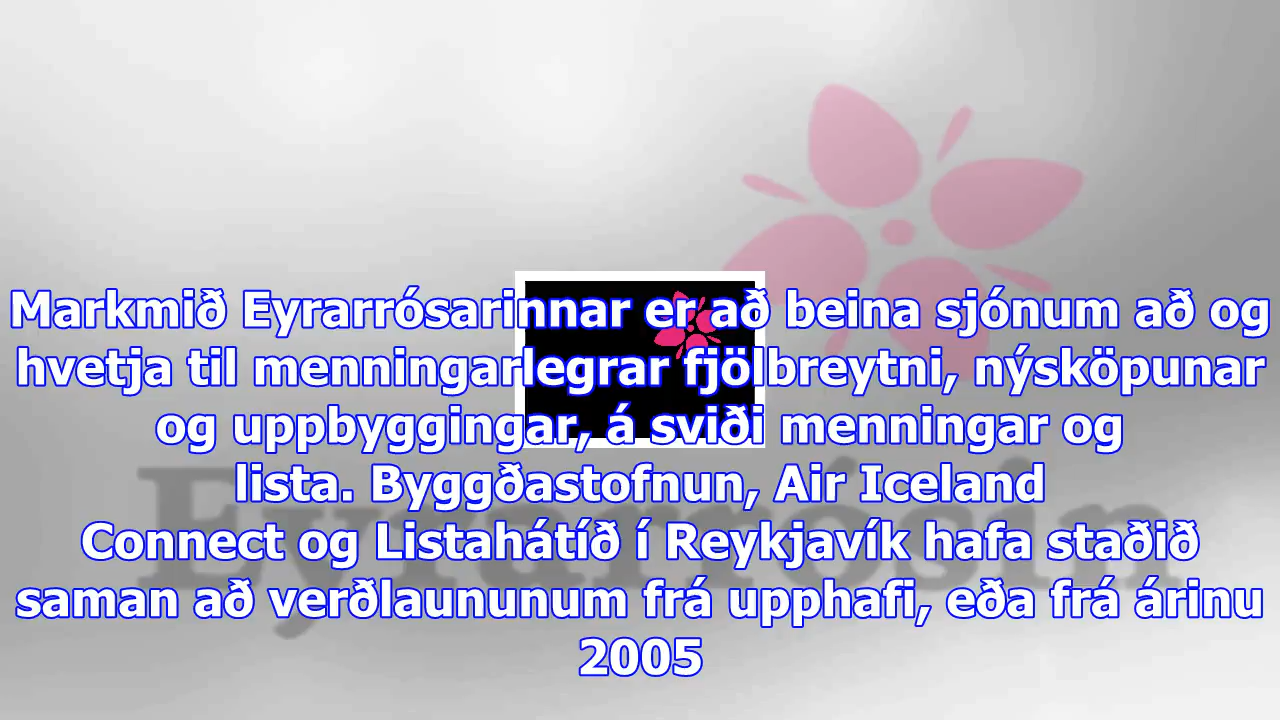 Markmið Eyrarrósarinnar er að beina sjónum að og
hvetja til menningarlegrar fjölbreytni, nýsköpunar
og uppbyggingar, á sviði menningar og
lista. Byggðastofnun, Air Iceland
Connect og Listahátíð í Reykjavík hafa staðið
saman að verðlaununum frá upphafi, eða frá árinu
2005
Eyrarrósin